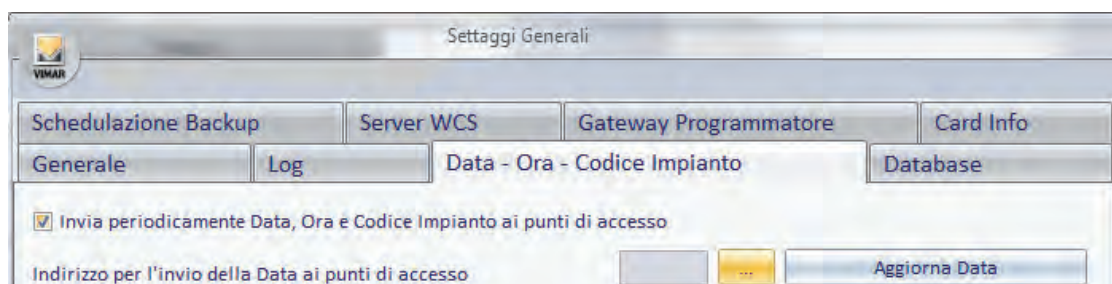 Settaggi Generali
VIMAR
Schedulazione Backup Server WCS Gateway Programmatore Card Info
Generale Log Data - Ora - Codice Impianto Database
Invia periodicamente Data, Ora e Codice Impianto ai punti di accesso
Indirizzo per l'invio della Data ai punti di accesso ... Aggiorna Data